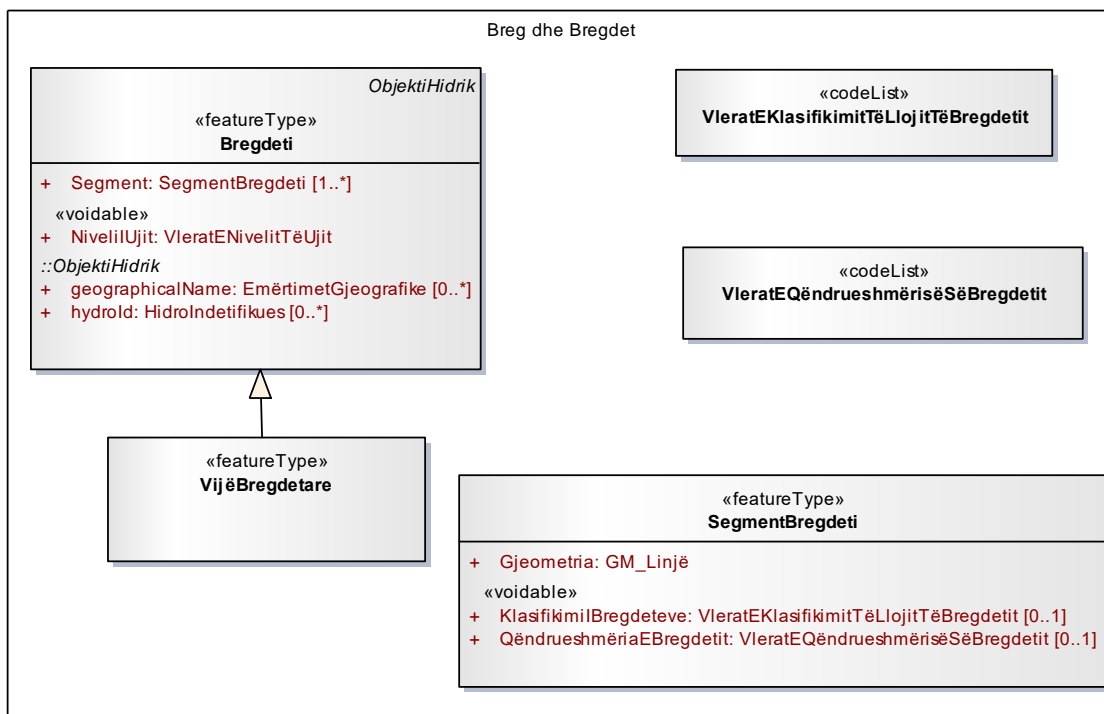 Breg dhe Bregdet
ObjektiHidrik
«featureType»
Bregdeti
+ Segment: SegmentBregdeti [1..*]
«voidable»
+ NiveliIUjit: VleratENivelitTëUjit
::ObjektiHidrik
+ geographicalName: EmërtimetGjeografike [0..*]
+ hydroId: HidroIndetifikues [0..*]
«codeList»
VleratEKlasifikimitTëLlojitTëBregdetit
«codeList»
VleratEQëndrueshmërisëSëBregdetit
«featureType»
VijëBregdetare
«featureType»
SegmentBregdeti
+ Gjeometria: GM_Linjë
«voidable»
+ KlasifikimiIBregdeteve: VleratEKlasifikimitTëLlojitTëBregdetit [0..1]
+ QëndrueshmëriaEBregdetit: VleratEQëndrueshmërisëSëBregdetit [0..1]